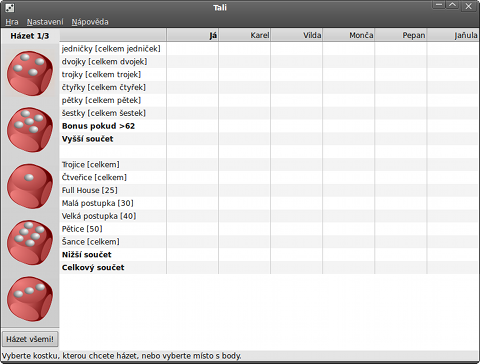 Tali
Hra Nastavení Nápověda
Házet 1/3 Já Karel Vilda Monča Pepan Jaňula
jedničky [celkem jedniček]
dvojky [celkem dvojek]
trojky [celkem trojek]
čtyřky [celkem čtyřek]
pětky [celkem pětek]
šestky [celkem šestek]
Bonus pokud >62
Vyšší součet
Trojice [celkem]
Čtveřice [celkem]
Full House [25]
Malá postupka [30]
Velká postupka [40]
Pětice [50]
Šance [celkem]
Nižší součet
Celkový součet
Házet všemi!
Vyberte kostku, kterou chcete házet, nebo vyberte místo s body.